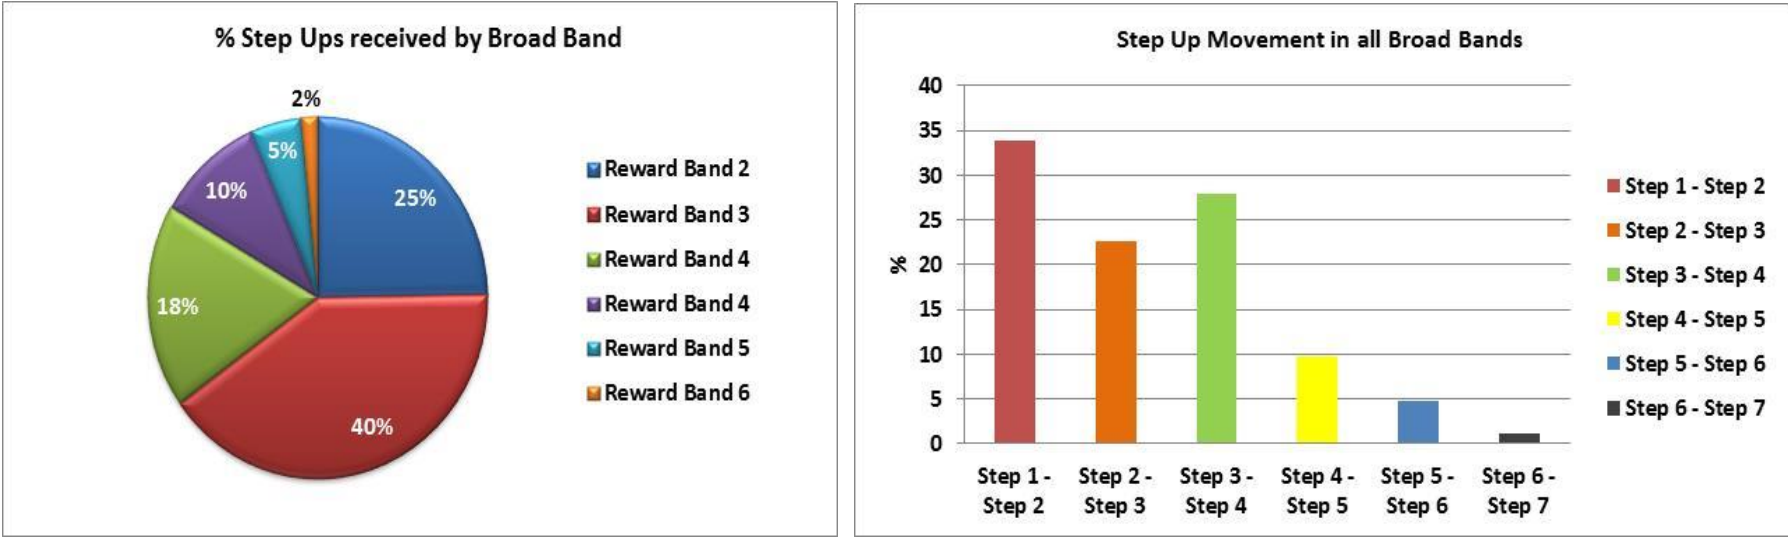 % Step Ups received by Broad Band
2%
5%
10%
25%
18%
40%
Reward Band 2
Reward Band 3
Reward Band 4
Reward Band 4
Reward Band 5
Reward Band 6
Step Up Movement in all Broad Bands
40
35
30
25
20
15
10
5
0
%
Step 1 - Step 2 - Step 3 - Step 4 - Step 5 - Step 6 -
Step 2 Step 3 Step 4 Step 5 Step 6 Step 7
Step 1 - Step 2
Step 2 - Step 3
Step 3 - Step 4
Step 4 - Step 5
Step 5 - Step 6
Step 6 - Step 7